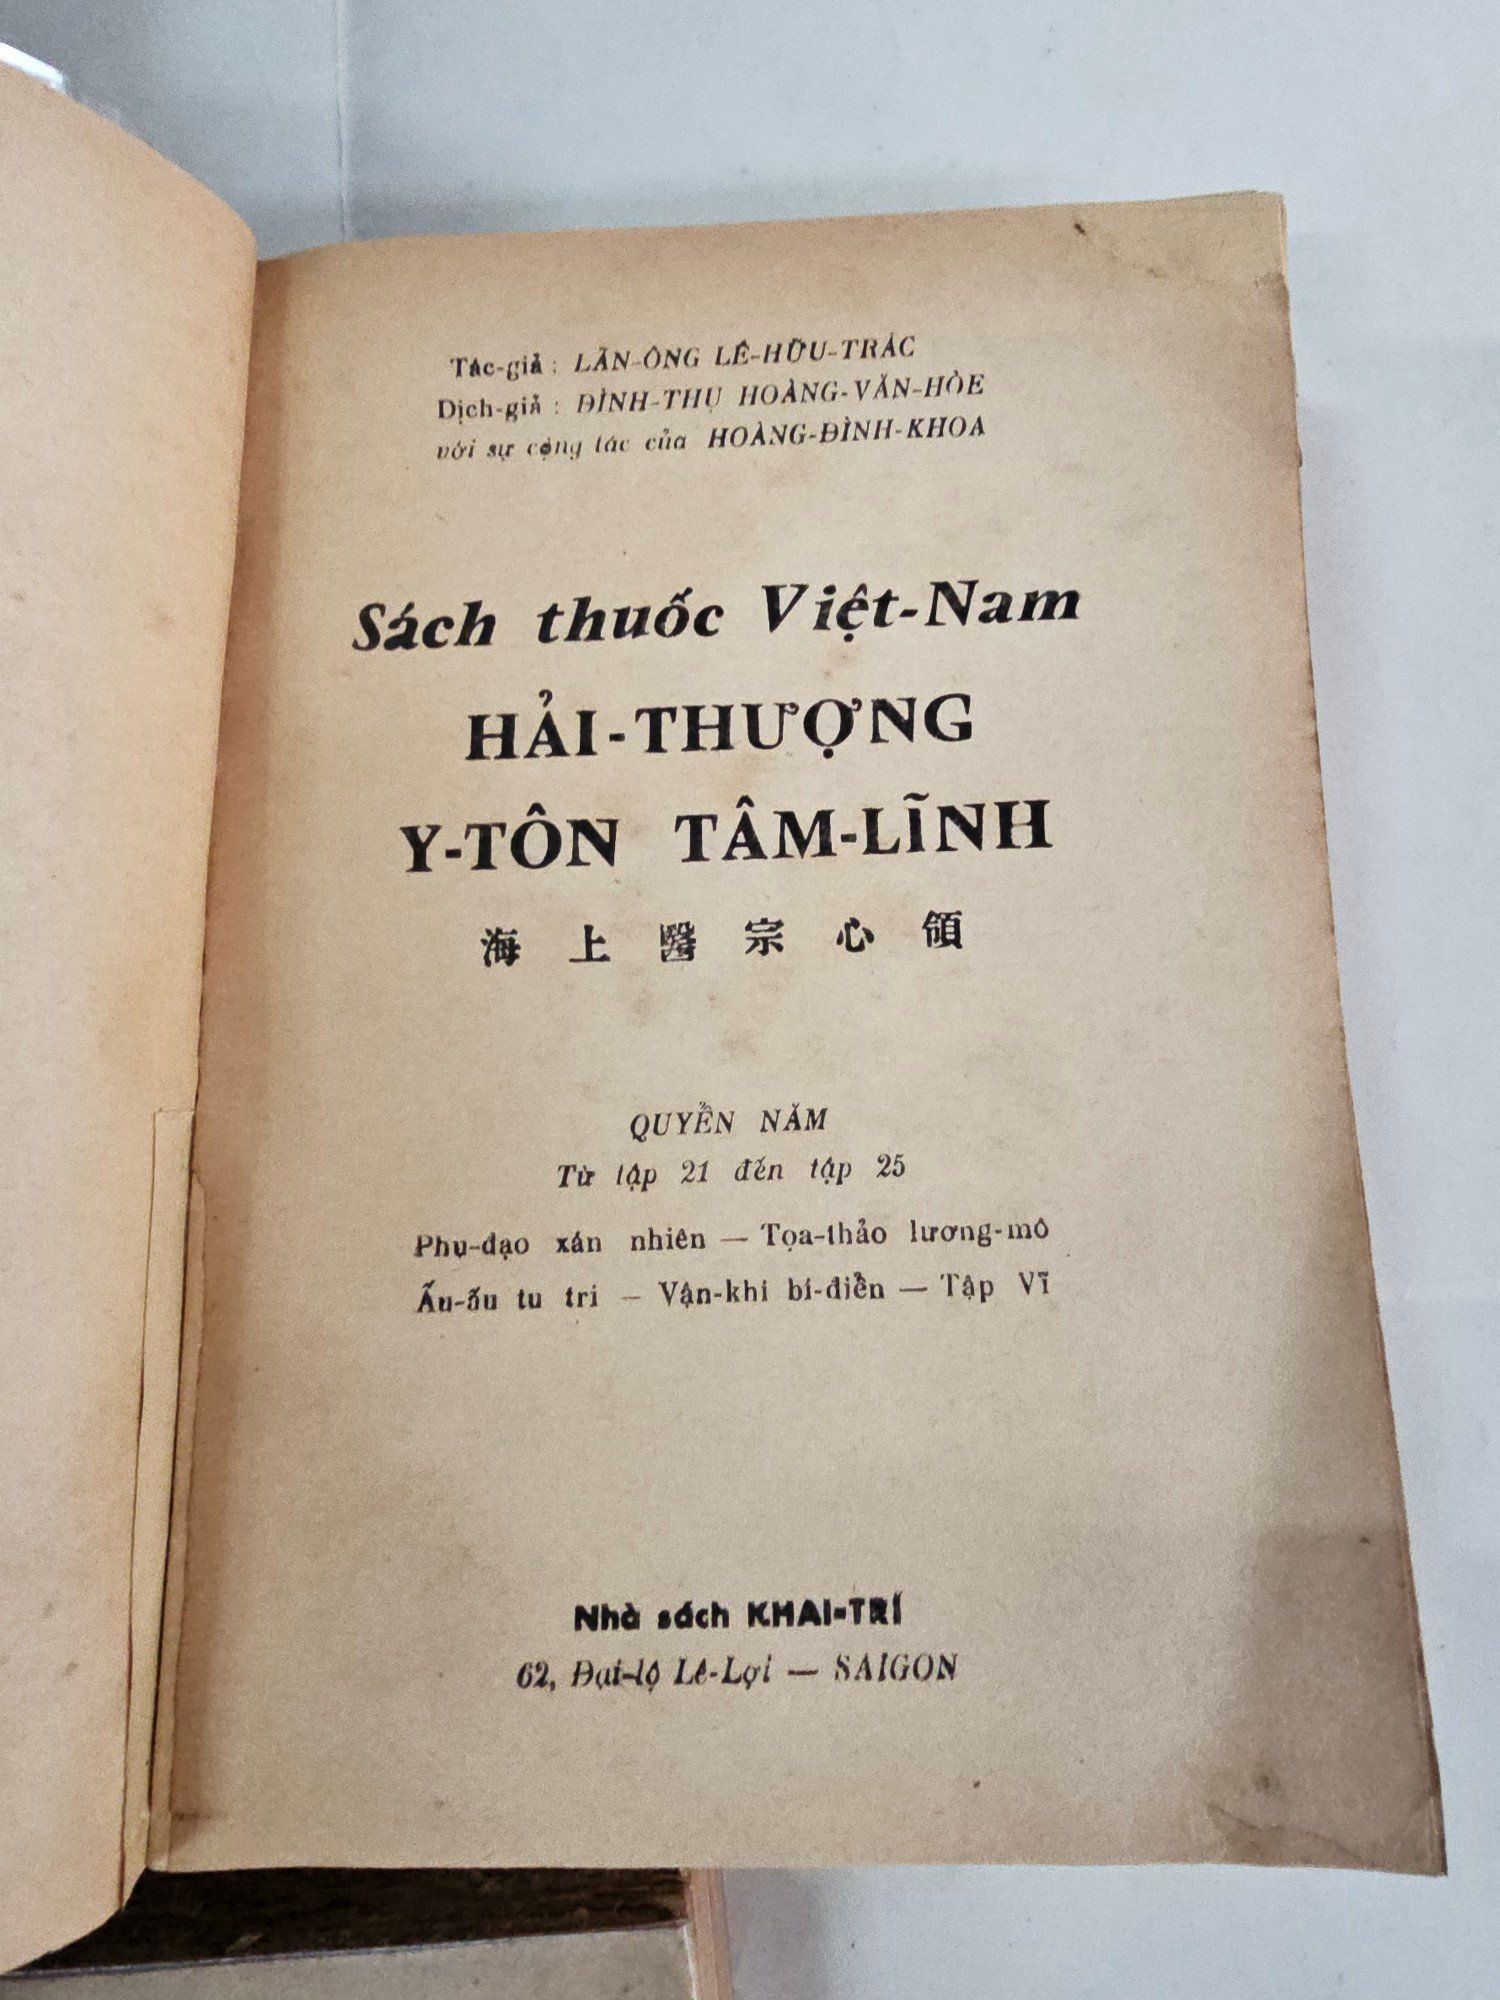 Tác-giả : LÃN-ÔNG LÊ-HỮU-TRÁC
Dịch-giả : ĐÌNH-THỤ HOÀNG-VĂN-HÒE
với sự cộng tác của HOÀNG-ĐÌNH-KHOA
Sách thuốc Việt-Nam
HẢI-THƯỢNG
Y-TÔN TÂM-LĨNH
海 上 醫 宗 心 領
QUYỂN NĂM
Từ tập 21 đến tập 25
Phụ-đạo xán nhiên — Tọa-thảo lương-mô
Ấu-ấu tu tri — Vận-khí bí-điển — Tập Vĩ
Nhà sách KHAI-TRÍ
62, Đại-lộ Lê-Lợi — SAIGON